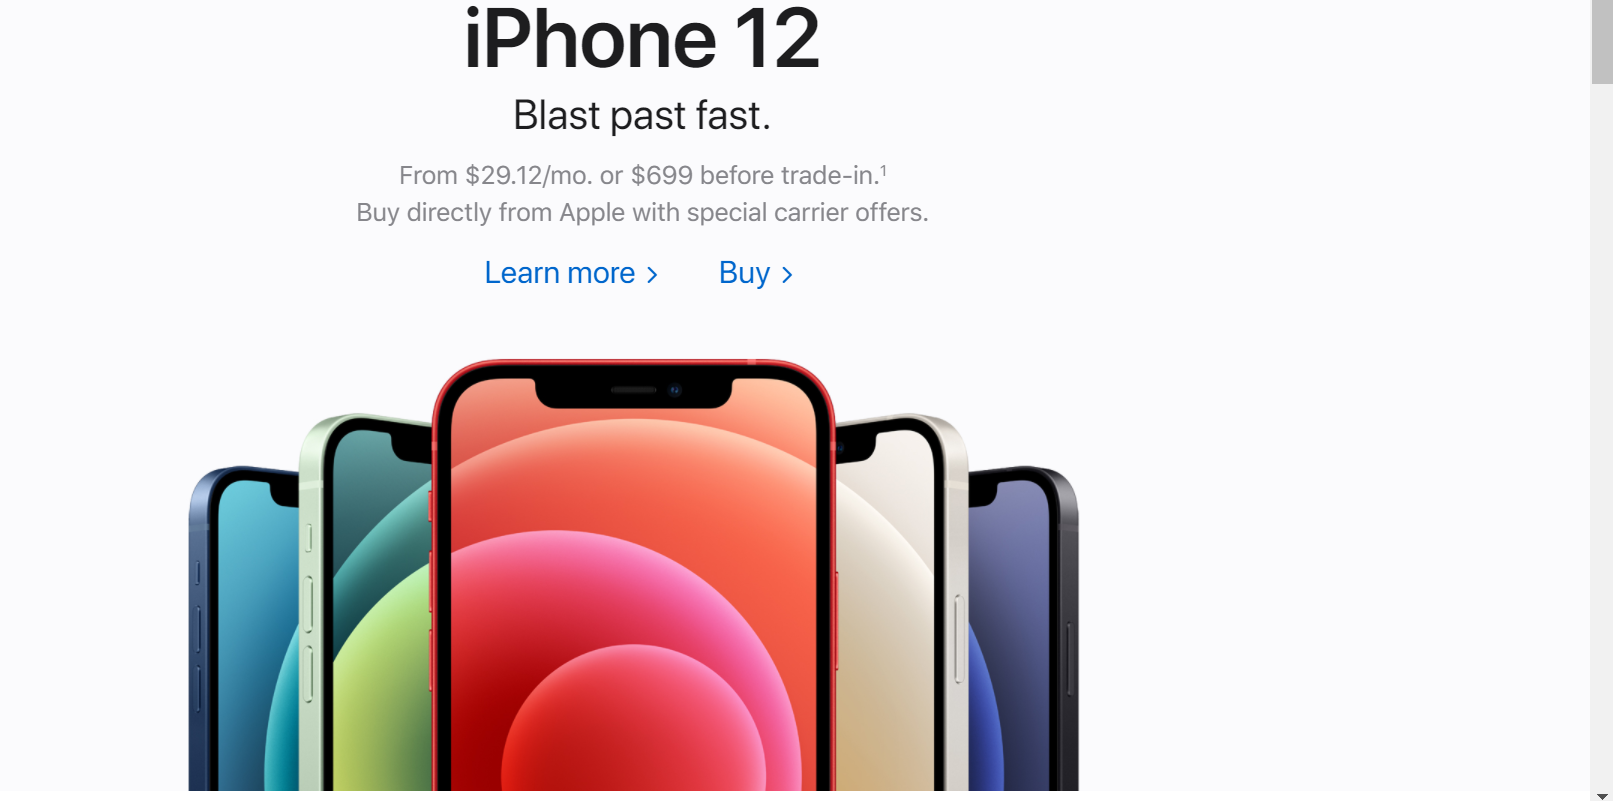 iPhone 12
Blast past fast.
From $29.12/mo. or $699 before trade-in.¹
Buy directly from Apple with special carrier offers.
Learn more >
Buy >